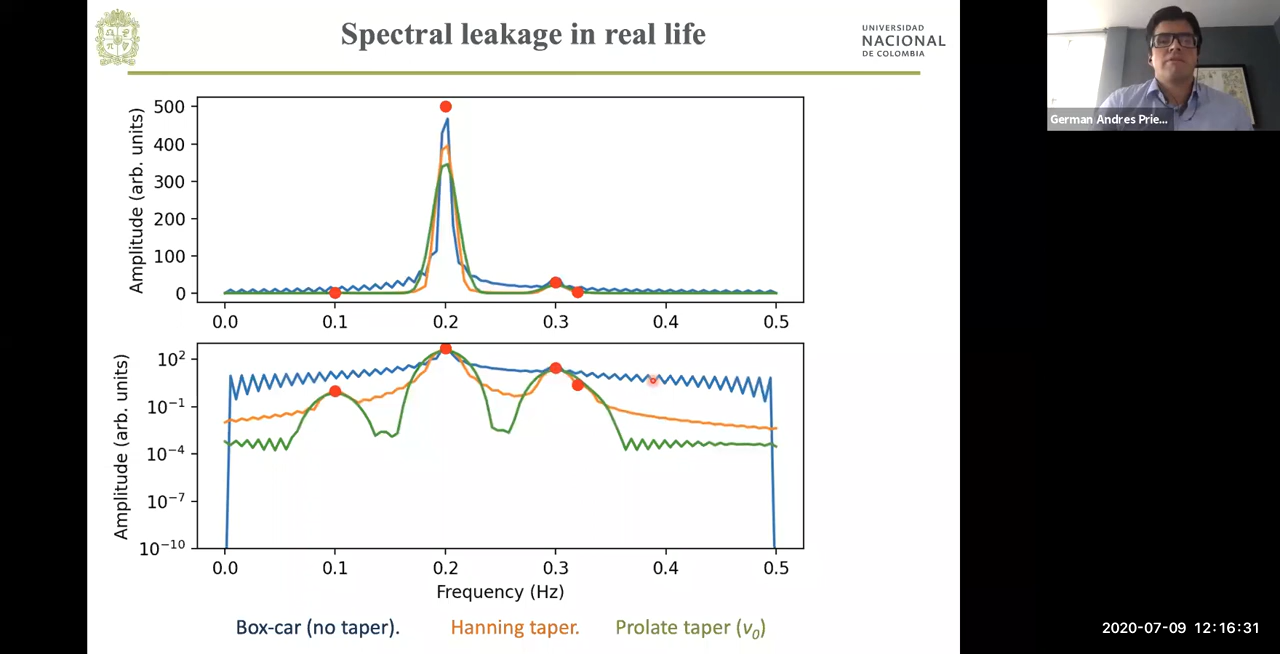 Spectral leakage in real life
UNIVERSIDAD
NACIONAL
DE COLOMBIA
German Andres Prie...
Amplitude (arb. units)
500
400
300
200
100
0
0.0 0.1 0.2 0.3 0.4 0.5
Amplitude (arb. units)
10²
10⁻¹
10⁻⁴
10⁻⁷
10⁻¹⁰
0.0 0.1 0.2 0.3 0.4 0.5
Frequency (Hz)
Box-car (no taper). Hanning taper. Prolate taper (v₀)
2020-07-09 12:16:31